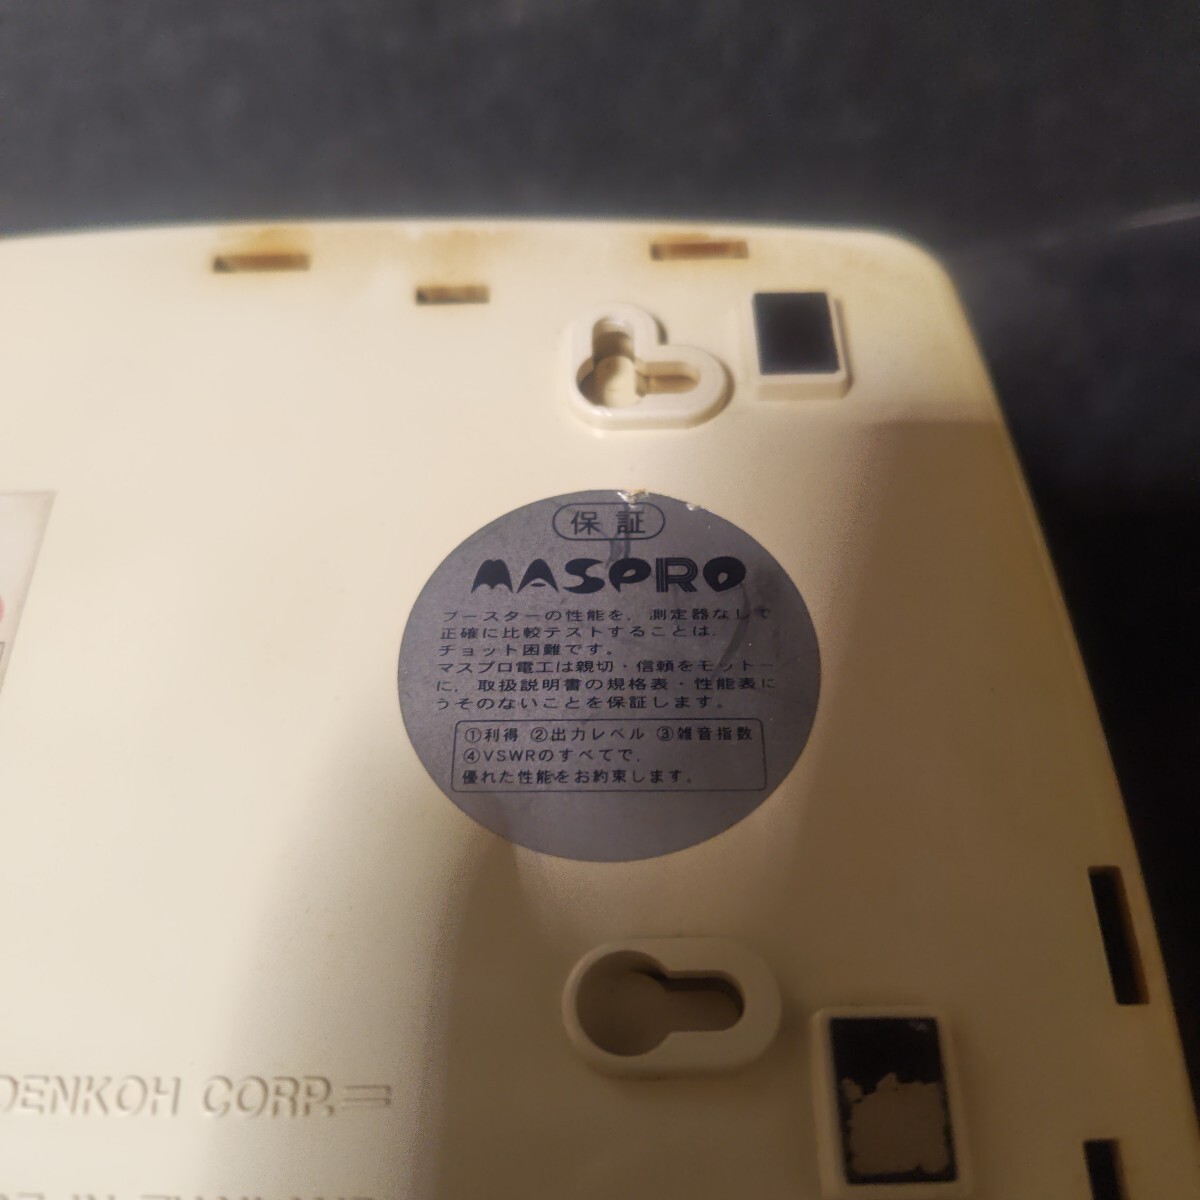 保証
MASPRO
ブースターの性能を、測定器なしで
正確に比較テストすることは、
チョット困難です。
マスプロ電工は親切・信頼をモットー
に、取扱説明書の規格表・性能表に
うそのないことを保証します。
①利得 ②出力レベル ③雑音指数
④VSWRのすべてで、
優れた性能をお約束します。
DENKOH CORP.